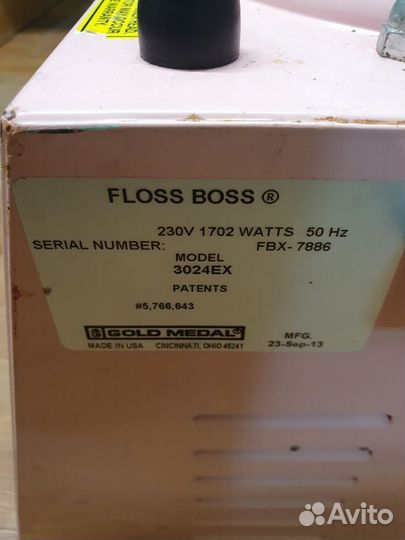 FLOSS BOSS ®
230V 1702 WATTS 50 Hz
SERIAL NUMBER: FBX- 7886
MODEL
3024EX
PATENTS
#5,766,643
GOLD MEDAL® MFG.
MADE IN USA CINCINNATI, OHIO 45241 23-Sep-13
Avito